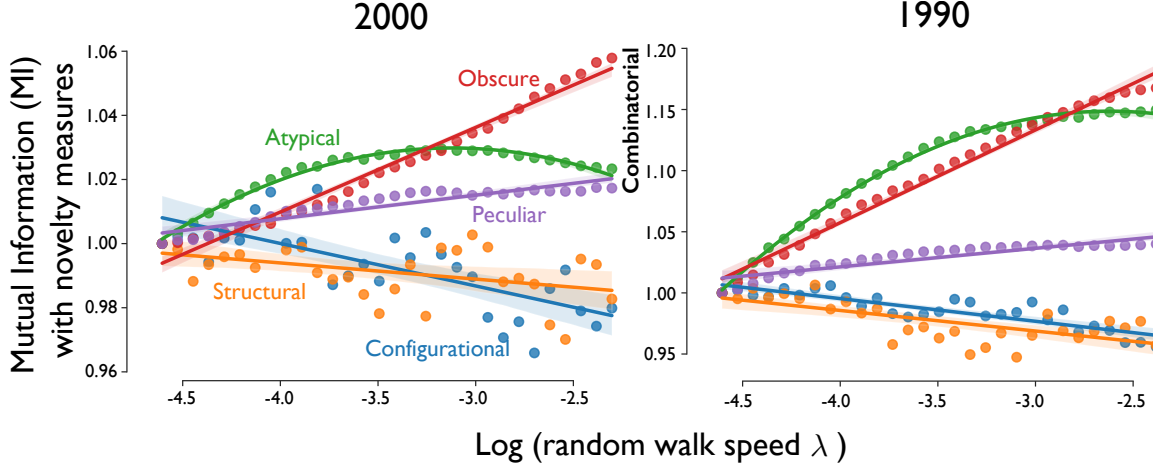 2000
1990
Mutual Information (MI)
with novelty measures
1.06
1.04
1.02
1.00
0.98
0.96
Obscure
Atypical
Peculiar
Structural
Configurational
-4.5 -4.0 -3.5 -3.0 -2.5
Combinatorial
1.20
1.15
1.10
1.05
1.00
0.95
-4.5 -4.0 -3.5 -3.0 -2.5
Log (random walk speed λ )